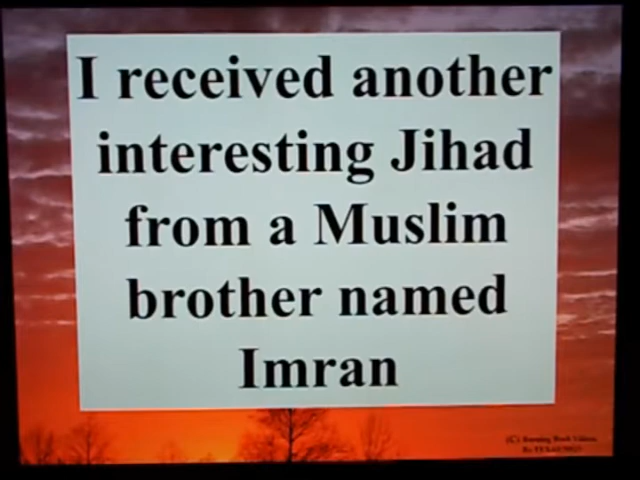 I received another
interesting Jihad
from a Muslim
brother named
Imran